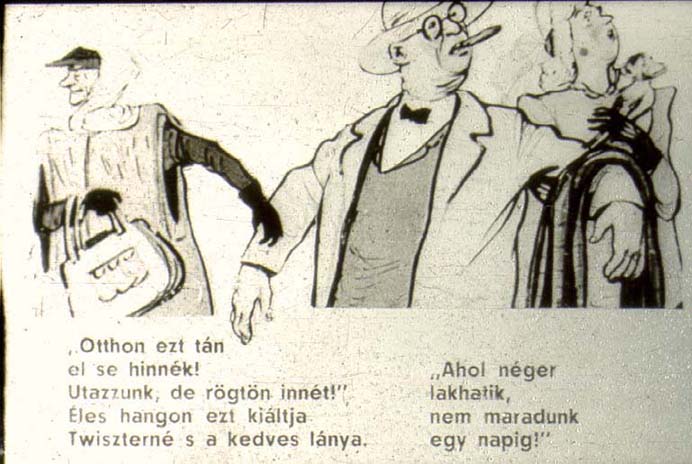 „Otthon ezt tán
el se hinnék!
Utazzunk, de rögtön innét!”
Éles hangon ezt kiáltja
Twiszterné s a kedves lánya.
„Ahol néger
lakhatik,
nem maradunk
egy napig!”